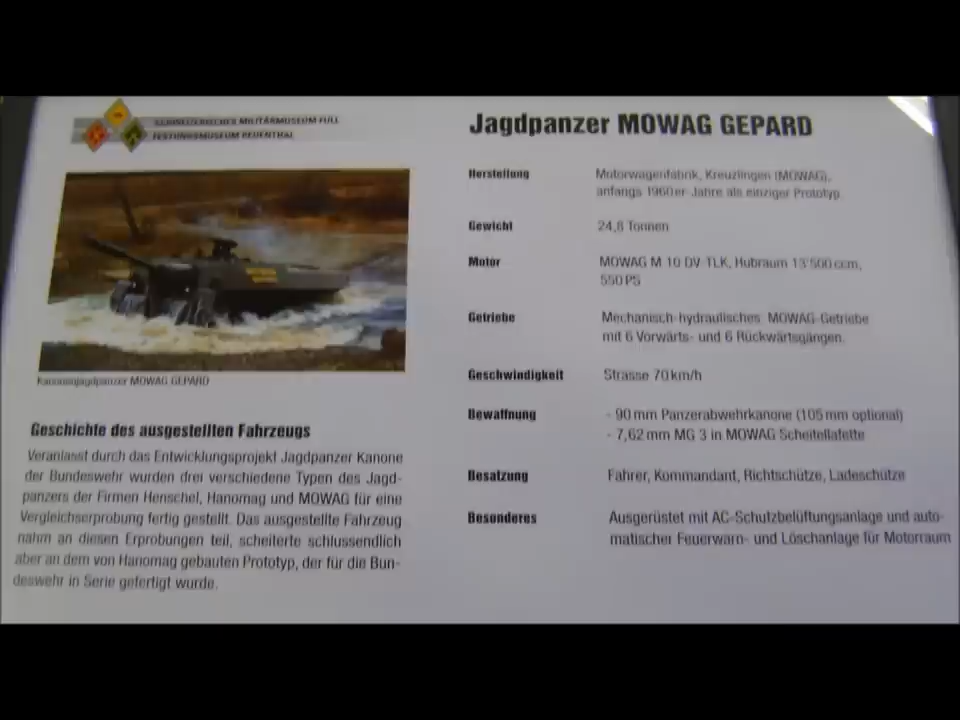 SCHWEIZERISCHES MILITÄRMUSEUM FULL
FESTUNGSMUSEUM REUENTHAL
Kanonenjagdpanzer MOWAG GEPARD
Geschichte des ausgestellten Fahrzeugs
Veranlasst durch das Entwicklungsprojekt Jagdpanzer Kanone
der Bundeswehr wurden drei verschiedene Typen des Jagd-
panzers der Firmen Henschel, Hanomag und MOWAG für eine
Vergleichserprobung fertig gestellt. Das ausgestellte Fahrzeug
nahm an diesen Erprobungen teil, scheiterte schlussendlich
aber an dem von Hanomag gebauten Prototyp, der für die Bun-
deswehr in Serie gefertigt wurde.
Jagdpanzer MOWAG GEPARD
Herstellung Motorwagenfabrik, Kreuzlingen (MOWAG),
anfangs 1960er-Jahre als einziger Prototyp
Gewicht 24,8 Tonnen
Motor MOWAG M 10 DV-TLK, Hubraum 13'500 ccm,
550 PS
Getriebe Mechanisch-hydraulisches MOWAG-Getriebe
mit 6 Vorwärts- und 6 Rückwärtsgängen.
Geschwindigkeit Strasse 70 km/h
Bewaffnung - 90 mm Panzerabwehrkanone (105 mm optional)
- 7,62 mm MG 3 in MOWAG Scheitellafette
Besatzung Fahrer, Kommandant, Richtschütze, Ladeschütze
Besonderes Ausgerüstet mit AC-Schutzbelüftungsanlage und auto-
matischer Feuerwarn- und Löschanlage für Motorraum